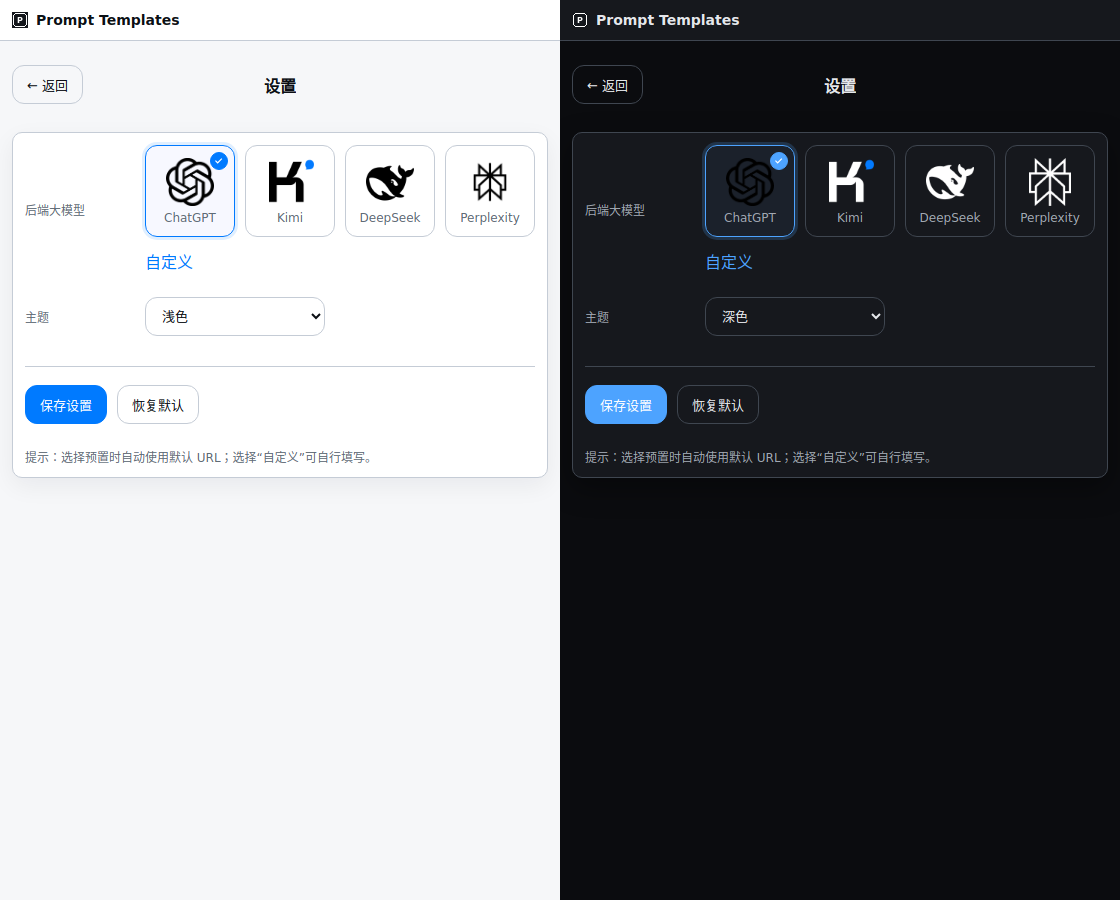 P Prompt Templates
← 返回
设置
后端大模型
ChatGPT
Kimi
DeepSeek
Perplexity
自定义
主题
浅色
保存设置
恢复默认
提示：选择预置时自动使用默认 URL；选择“自定义”可自行填写。
P Prompt Templates
← 返回
设置
后端大模型
ChatGPT
Kimi
DeepSeek
Perplexity
自定义
主题
深色
保存设置
恢复默认
提示：选择预置时自动使用默认 URL；选择“自定义”可自行填写。